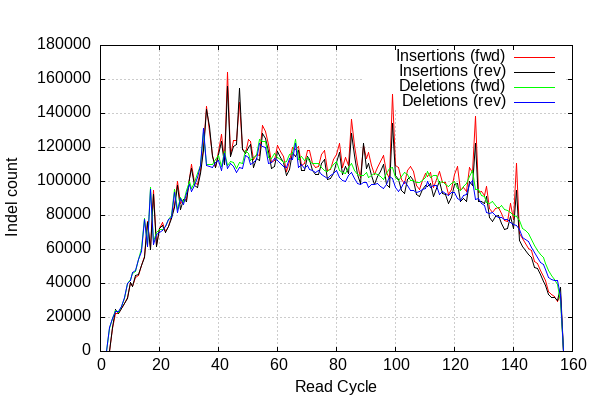 180000
160000
140000
120000
100000
80000
60000
40000
20000
0
Indel count
Insertions (fwd)
Insertions (rev)
Deletions (fwd)
Deletions (rev)
0 20 40 60 80 100 120 140 160
Read Cycle